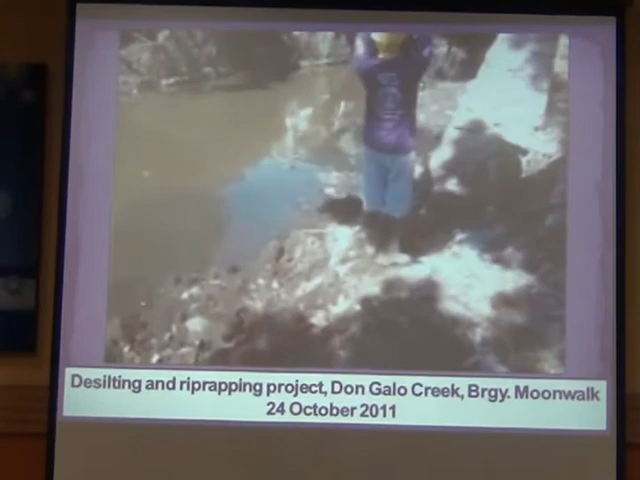 Desilting and riprapping project, Don Galo Creek, Brgy. Moonwalk
24 October 2011